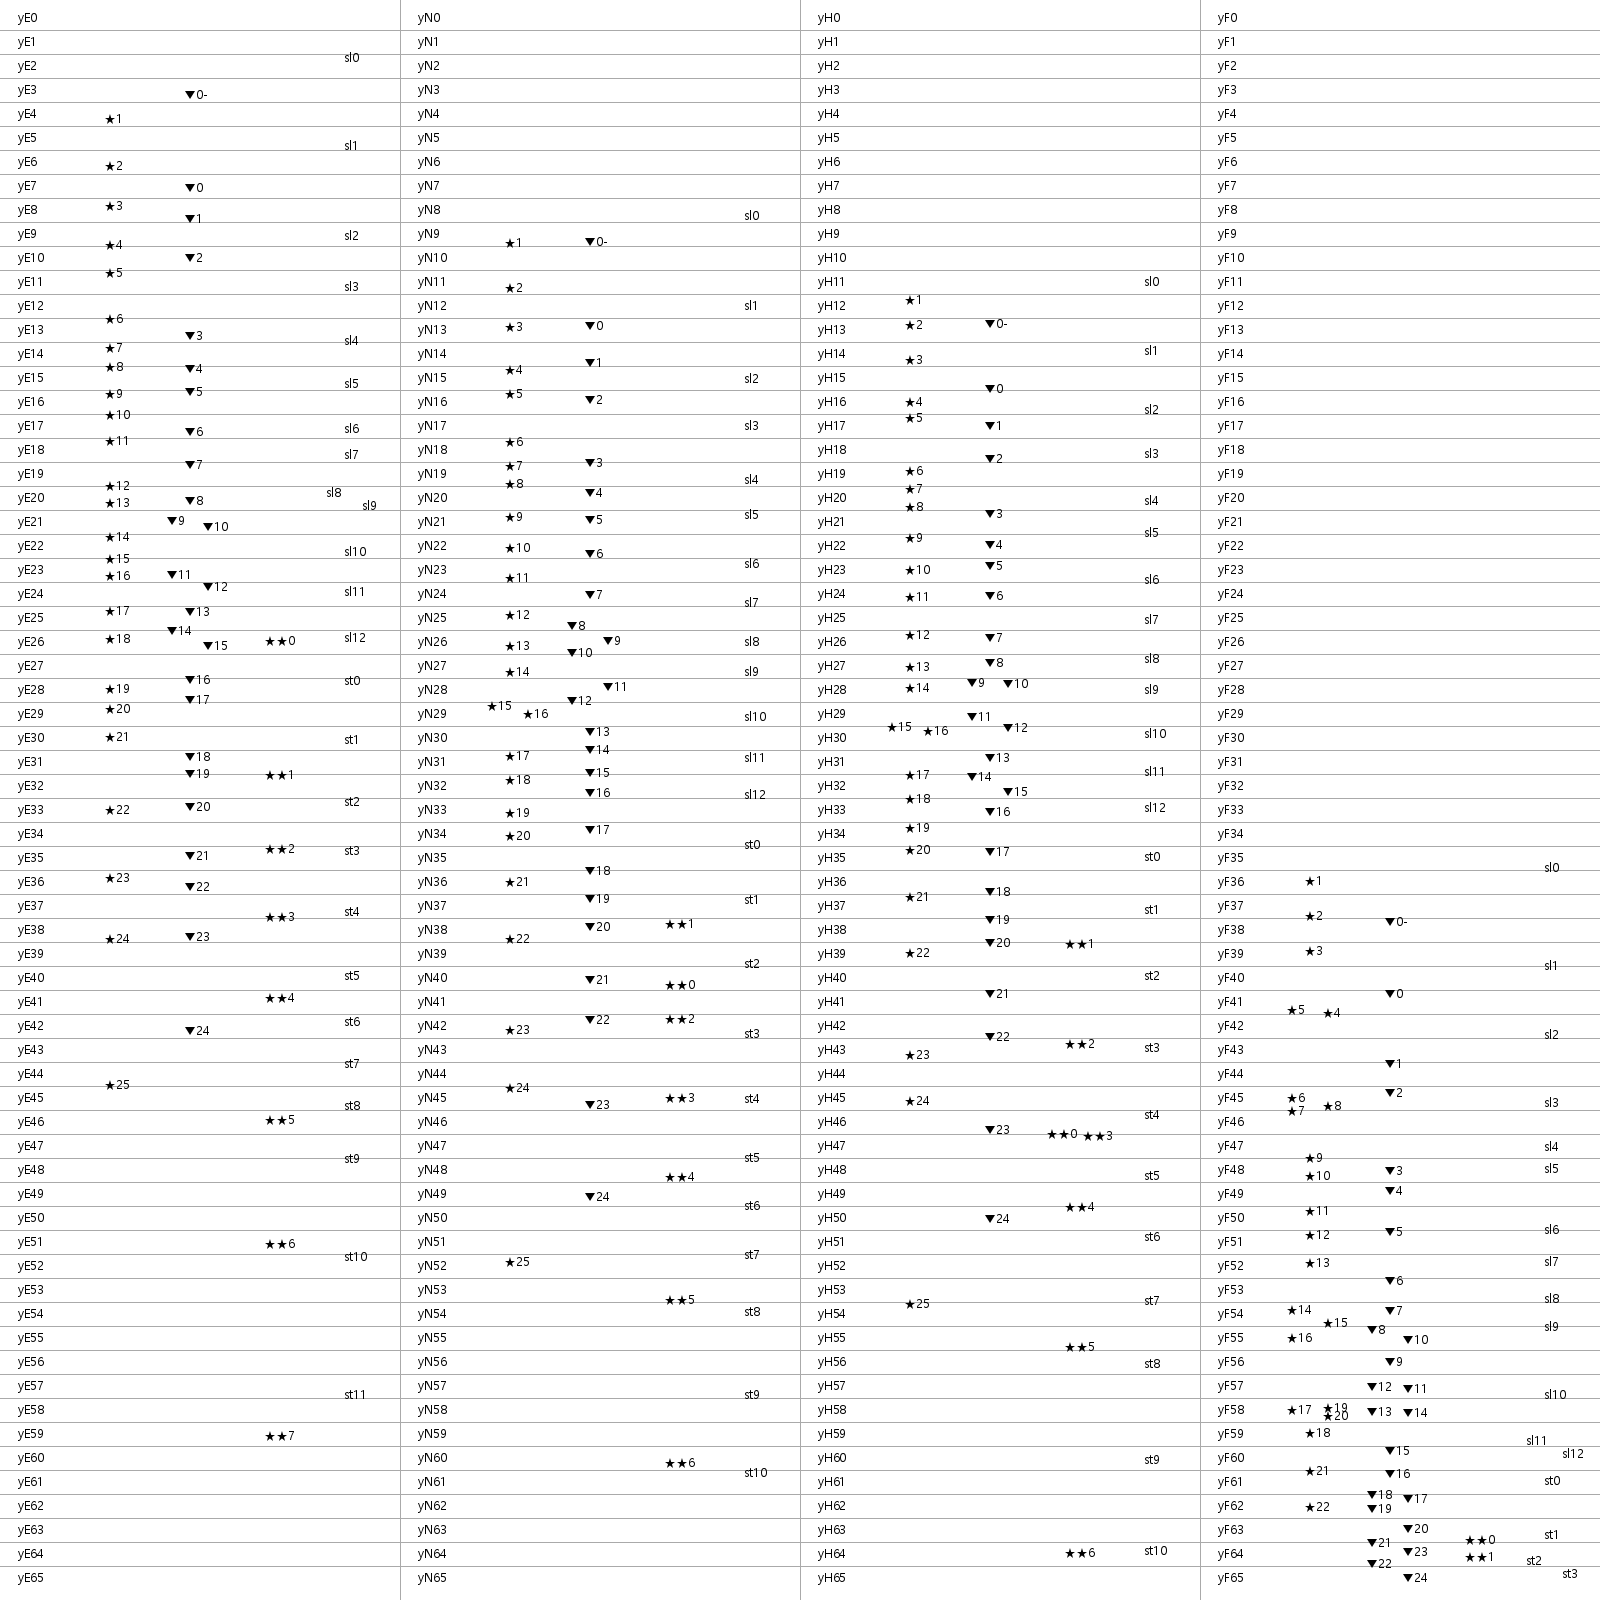 yE0
yE1
yE2 sl0
yE3 ▼0-
yE4 ★1
yE5 sl1
yE6 ★2
yE7 ▼0
yE8 ★3 ▼1
yE9 ★4 sl2
yE10 ▼2
yE11 ★5 sl3
yE12
yE13 ★6 ▼3 sl4
yE14 ★7
yE15 ★8 ▼4 sl5
yE16 ★9 ▼5
yE17 ★10 ▼6 sl6
yE18 ★11 sl7
yE19 ▼7
yE20 ★12 ★13 ▼8 sl8 sl9
yE21 ▼9 ▼10
yE22 ★14 sl10
yE23 ★15 ★16 ▼11
yE24 ▼12 sl11
yE25 ★17 ▼13
yE26 ★18 ▼14 ▼15 ★★0 sl12
yE27
yE28 ★19 ▼16 ▼17 st0
yE29 ★20
yE30 ★21 st1
yE31 ▼18
yE32 ▼19 ★★1
yE33 ★22 ▼20 st2
yE34
yE35 ▼21 ★★2 st3
yE36 ★23 ▼22
yE37 ★★3 st4
yE38 ★24 ▼23
yE39
yE40 st5
yE41 ★★4
yE42 ▼24 st6
yE43
yE44 ★25 st7
yE45 st8
yE46 ★★5
yE47
yE48 st9
yE49
yE50
yE51 ★★6
yE52 st10
yE53
yE54
yE55
yE56
yE57 st11
yE58
yE59 ★★7
yE60
yE61
yE62
yE63
yE64
yE65
yN0
yN1
yN2
yN3
yN4
yN5
yN6
yN7
yN8 sl0
yN9 ★1 ▼0-
yN10
yN11 ★2
yN12 sl1
yN13 ★3 ▼0
yN14 ▼1
yN15 ★4 sl2
yN16 ★5 ▼2
yN17 sl3
yN18 ★6
yN19 ★7 ▼3 sl4
yN20 ★8 ▼4
yN21 ★9 ▼5 sl5
yN22 ★10 ▼6
yN23 ★11 sl6
yN24 ▼7 sl7
yN25 ★12 ▼8
yN26 ★13 ▼9 ▼10 sl8
yN27 ★14 sl9
yN28 ▼11 ▼12
yN29 ★15 ★16 sl10
yN30 ▼13
yN31 ★17 ▼14 ▼15 sl11
yN32 ★18 ▼16 sl12
yN33 ★19
yN34 ★20 ▼17 st0
yN35
yN36 ★21 ▼18
yN37 ▼19 st1
yN38 ★22 ▼20 ★★1
yN39 st2
yN40 ▼21 ★★0
yN41
yN42 ★23 ▼22 ★★2 st3
yN43
yN44
yN45 ★24 ▼23 ★★3 st4
yN46
yN47 st5
yN48 ★★4
yN49 ▼24 st6
yN50
yN51
yN52 ★25 st7
yN53 ★★5
yN54 st8
yN55
yN56
yN57 st9
yN58
yN59
yN60 ★★6
yN61 st10
yN62
yN63
yN64
yN65
yH0
yH1
yH2
yH3
yH4
yH5
yH6
yH7
yH8
yH9
yH10
yH11 sl0
yH12 ★1
yH13 ★2 ▼0-
yH14 ★3 sl1
yH15 ▼0
yH16 ★4 sl2
yH17 ★5 ▼1
yH18 ▼2 sl3
yH19 ★6
yH20 ★7 ★8 sl4
yH21 ▼3 sl5
yH22 ★9 ▼4
yH23 ★10 ▼5 sl6
yH24 ★11 ▼6
yH25 sl7
yH26 ★12 ▼7
yH27 ★13 ▼8 sl8
yH28 ★14 ▼9 ▼10 sl9
yH29 ▼11
yH30 ★15 ★16 ▼12 sl10
yH31 ▼13 sl11
yH32 ★17 ▼14 ▼15
yH33 ★18 ▼16 sl12
yH34 ★19
yH35 ★20 ▼17 st0
yH36 ▼18
yH37 ★21 st1
yH38 ▼19
yH39 ★22 ▼20 ★★1
yH40 st2
yH41 ▼21
yH42 ▼22
yH43 ★23 ★★2 st3
yH44
yH45 ★24
yH46 ▼23 st4
yH47 ★★0 ★★3
yH48 st5
yH49
yH50 ▼24 ★★4
yH51 st6
yH52
yH53 st7
yH54 ★25
yH55 ★★5
yH56 st8
yH57
yH58
yH59
yH60 st9
yH61
yH62
yH63
yH64 ★★6 st10
yH65
yF0
yF1
yF2
yF3
yF4
yF5
yF6
yF7
yF8
yF9
yF10
yF11
yF12
yF13
yF14
yF15
yF16
yF17
yF18
yF19
yF20
yF21
yF22
yF23
yF24
yF25
yF26
yF27
yF28
yF29
yF30
yF31
yF32
yF33
yF34
yF35 sl0
yF36 ★1
yF37 ★2
yF38 ▼0-
yF39 ★3 sl1
yF40
yF41 ★5 ★4 ▼0
yF42 sl2
yF43
yF44 ▼1
yF45 ★6 ★8 ▼2 sl3
yF46 ★7
yF47 sl4
yF48 ★9 ★10 ▼3 sl5
yF49 ▼4
yF50 ★11 sl6
yF51 ★12 ▼5
yF52 ★13 sl7
yF53 ▼6 sl8
yF54 ★14 ★15 ▼7 sl9
yF55 ★16 ▼8 ▼10
yF56 ▼9
yF57 ▼12 ▼11 sl10
yF58 ★17 ★19 ★20 ▼13 ▼14
yF59 ★18 sl11
yF60 ▼15 sl12
yF61 ★21 ▼16 st0
yF62 ★22 ▼18 ▼17 ▼19
yF63 ▼20 st1
yF64 ▼21 ▼23 ▼22 ★★0 ★★1 st2
yF65 ▼24 st3